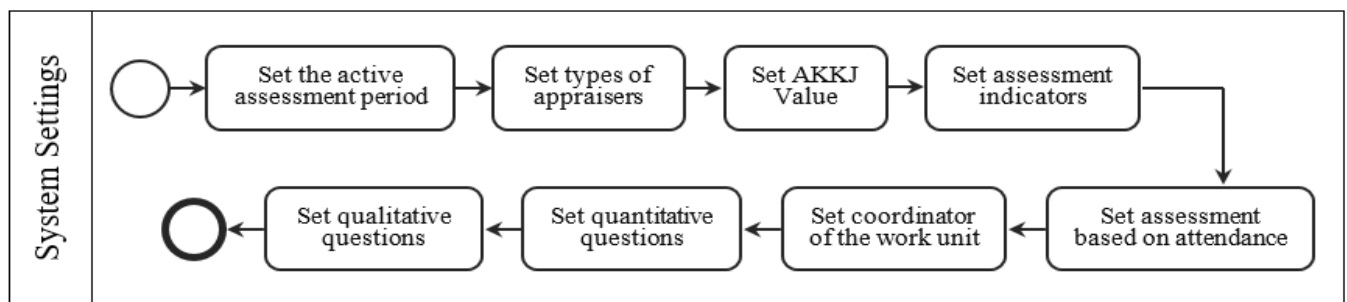 System Settings
Set the active
assessment period
Set types of
appraisers
Set AKKJ
Value
Set assessment
indicators
Set assessment
based on attendance
Set coordinator
of the work unit
Set quantitative
questions
Set qualitative
questions